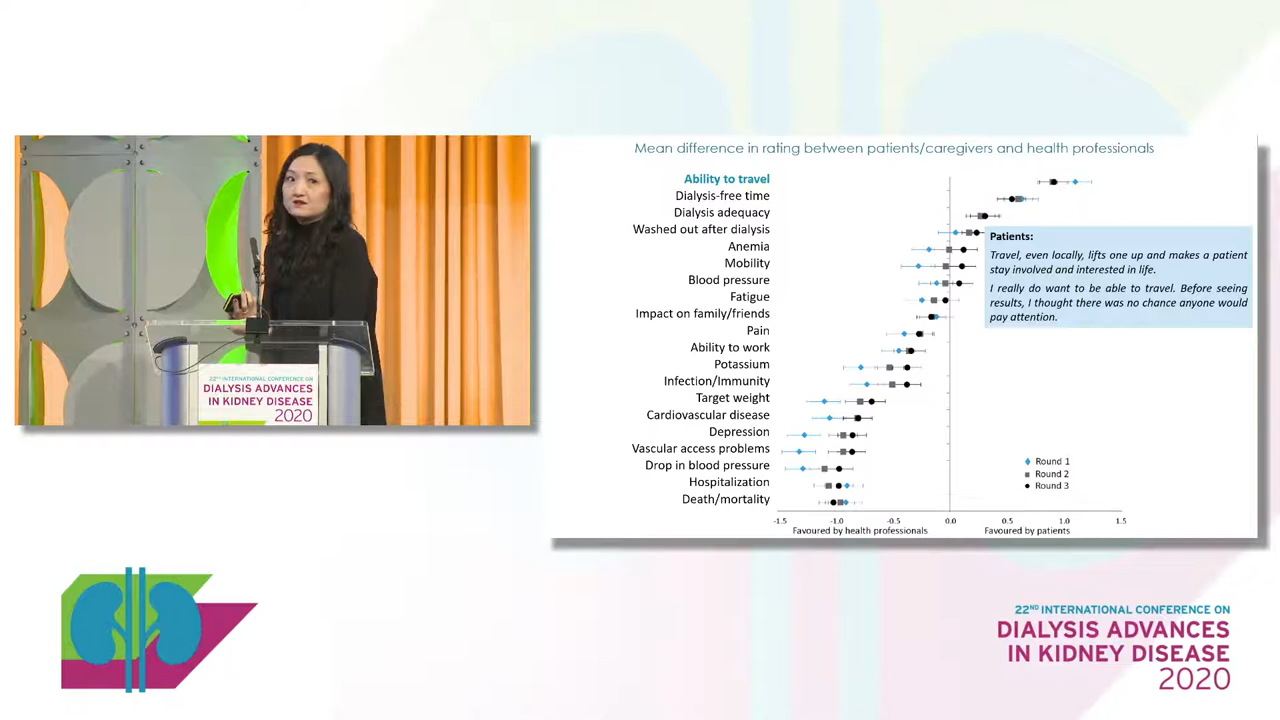 22ND INTERNATIONAL CONFERENCE ON
DIALYSIS ADVANCES
IN KIDNEY DISEASE
2020
Mean difference in rating between patients/caregivers and health professionals
Ability to travel
Dialysis-free time
Dialysis adequacy
Washed out after dialysis
Anemia
Mobility
Blood pressure
Fatigue
Impact on family/friends
Pain
Ability to work
Potassium
Infection/Immunity
Target weight
Cardiovascular disease
Depression
Vascular access problems
Drop in blood pressure
Hospitalization
Death/mortality
Patients:
Travel, even locally, lifts one up and makes a patient
stay involved and interested in life.
I really do want to be able to travel. Before seeing
results, I thought there was no chance anyone would
pay attention.
Round 1
Round 2
Round 3
-1.5 -1.0 -0.5 0.0 0.5 1.0 1.5
Favoured by health professionals Favoured by patients
22ND INTERNATIONAL CONFERENCE ON
DIALYSIS ADVANCES
IN KIDNEY DISEASE
2020